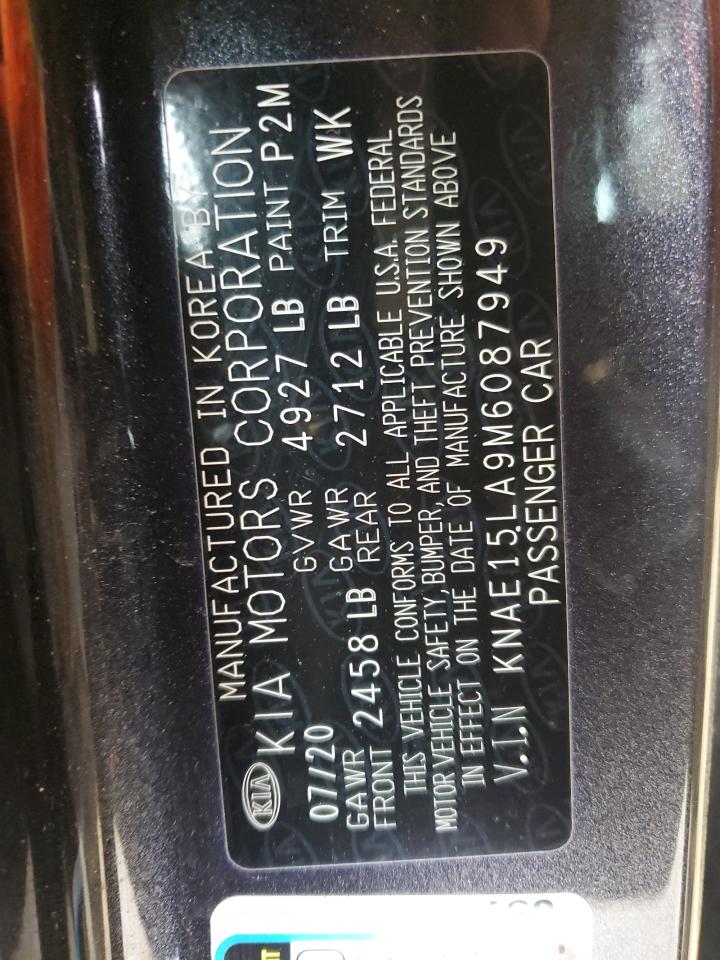 MANUFACTURED IN KOREA BY
KIA KIA MOTORS CORPORATION
07/20 GVWR 4927 LB PAINT P2M
GAWR GAWR
FRONT 2458 LB REAR 2712 LB TRIM WK
THIS VEHICLE CONFORMS TO ALL APPLICABLE U.S.A. FEDERAL
MOTOR VEHICLE SAFETY, BUMPER, AND THEFT PREVENTION STANDARDS
IN EFFECT ON THE DATE OF MANUFACTURE SHOWN ABOVE
V.I.N KNAE15LA9M6087949
PASSENGER CAR